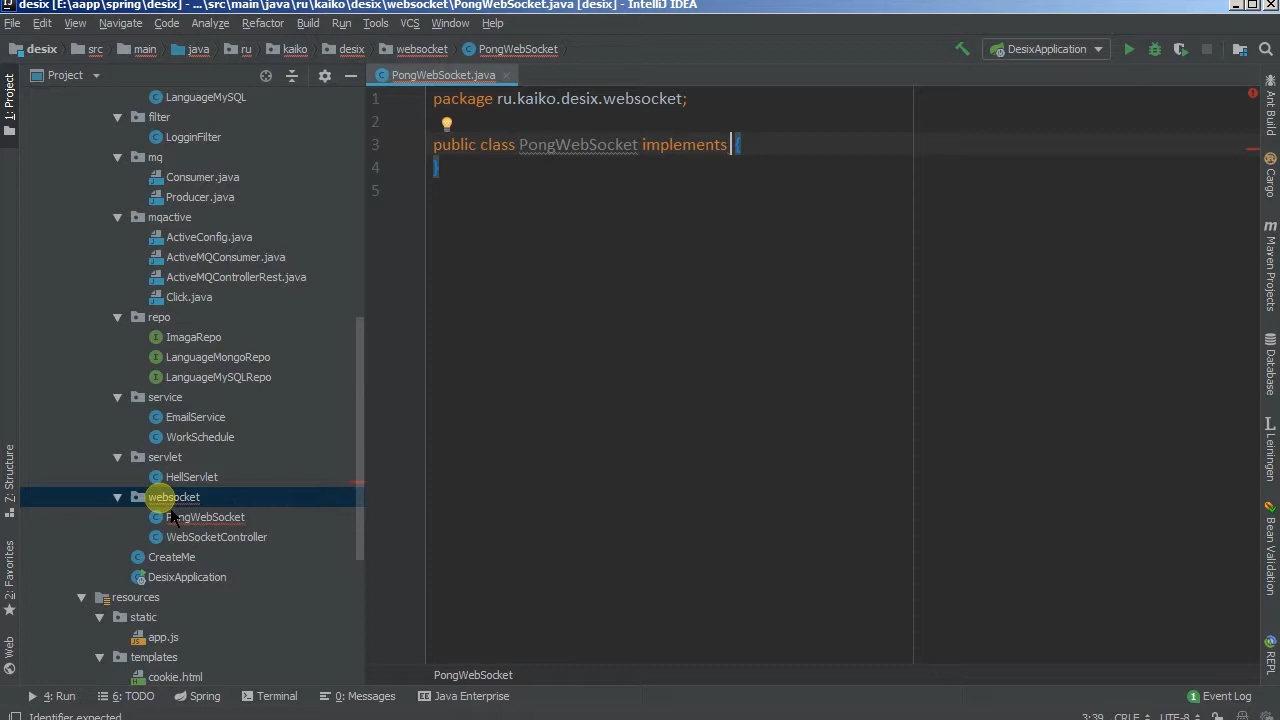 desix [E:\aapp\spring\desix] - ...\src\main\java\ru\kaiko\desix\websocket\PongWebSocket.java [desix] - IntelliJ IDEA
File Edit View Navigate Code Analyze Refactor Build Run Tools VCS Window Help
desix src main java ru kaiko desix websocket PongWebSocket DesixApplication
Project
PongWebSocket.java
LanguageMySQL
filter
LogginFilter
mq
Consumer.java
Producer.java
mqactive
ActiveConfig.java
ActiveMQConsumer.java
ActiveMQControllerRest.java
Click.java
repo
ImagaRepo
LanguageMongoRepo
LanguageMySQLRepo
service
EmailService
WorkSchedule
servlet
HellServlet
websocket
PongWebSocket
WebSocketController
CreateMe
DesixApplication
resources
static
app.js
templates
cookie.html
1 package ru.kaiko.desix.websocket;
2
3 public class PongWebSocket implements {
4 }
5
PongWebSocket
1: Project
7: Structure
2: Favorites
Web
Ant Build
Cargo
Maven Projects
Database
Leiningen
Bean Validation
REPL
4: Run 6: TODO Spring Terminal 0: Messages Java Enterprise 1 Event Log
Identifier expected 3:39 CRLF UTF-8